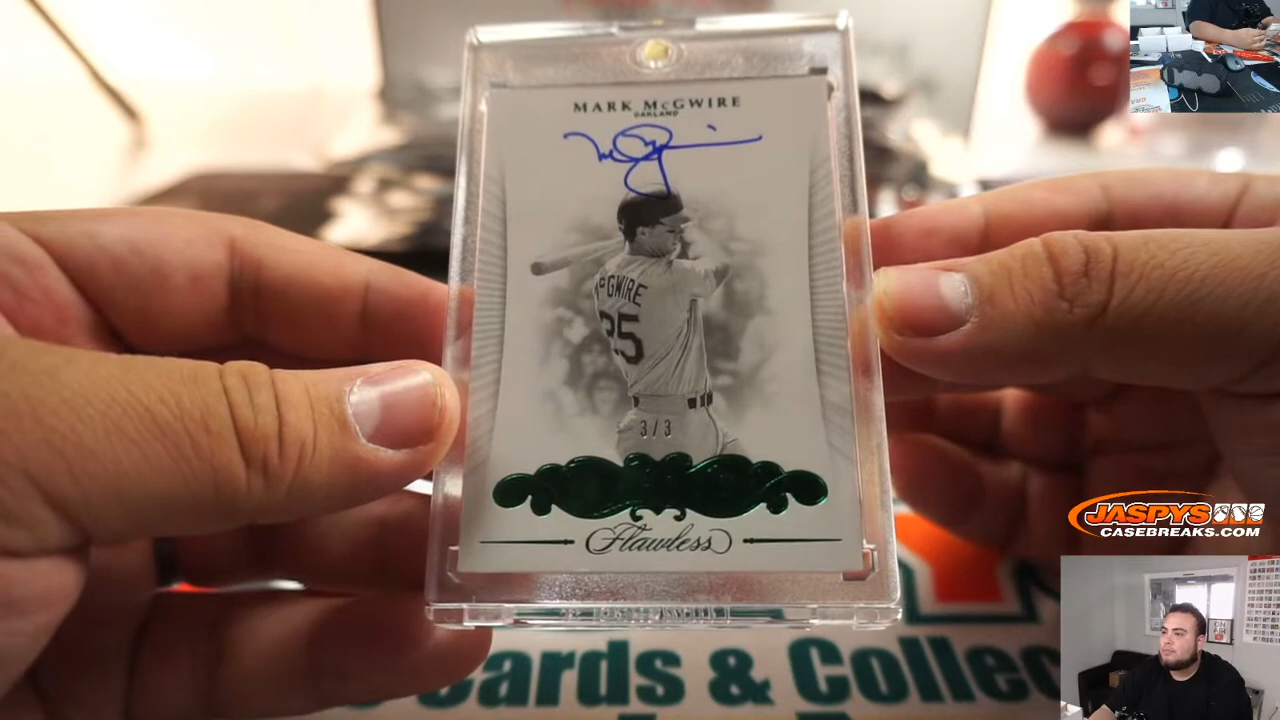 MARK McGWIRE
OAKLAND
McGWIRE
25
3/3
Flawless
JASPYS
CASEBREAKS.COM
Cards & Collec